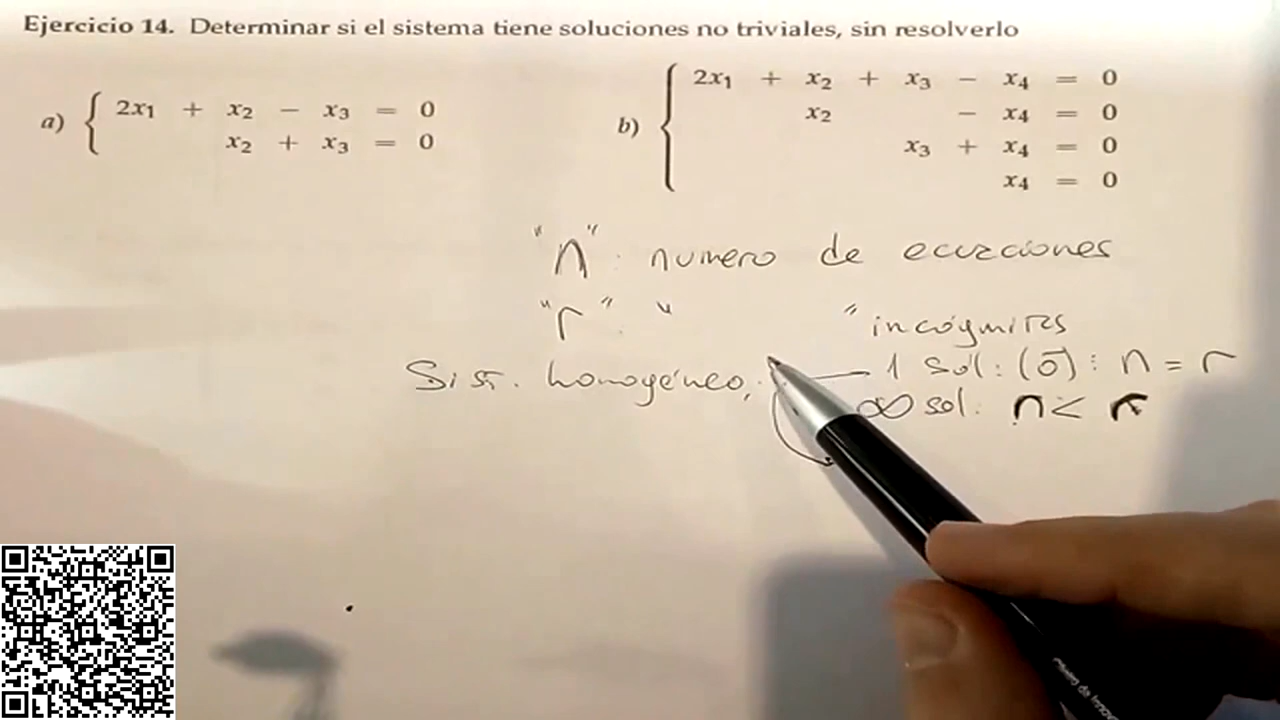 Ejercicio 14. Determinar si el sistema tiene soluciones no triviales, sin resolverlo
a) { 2x₁ + x₂ − x₃ = 0
x₂ + x₃ = 0
b) { 2x₁ + x₂ + x₃ − x₄ = 0
x₂ − x₄ = 0
x₃ + x₄ = 0
x₄ = 0
"n" : numero de ecuaciones
"r" : " " incógnitas
Sist. homogéneo, : 1 sol: (0̄) : n = r
∞ sol: n < r